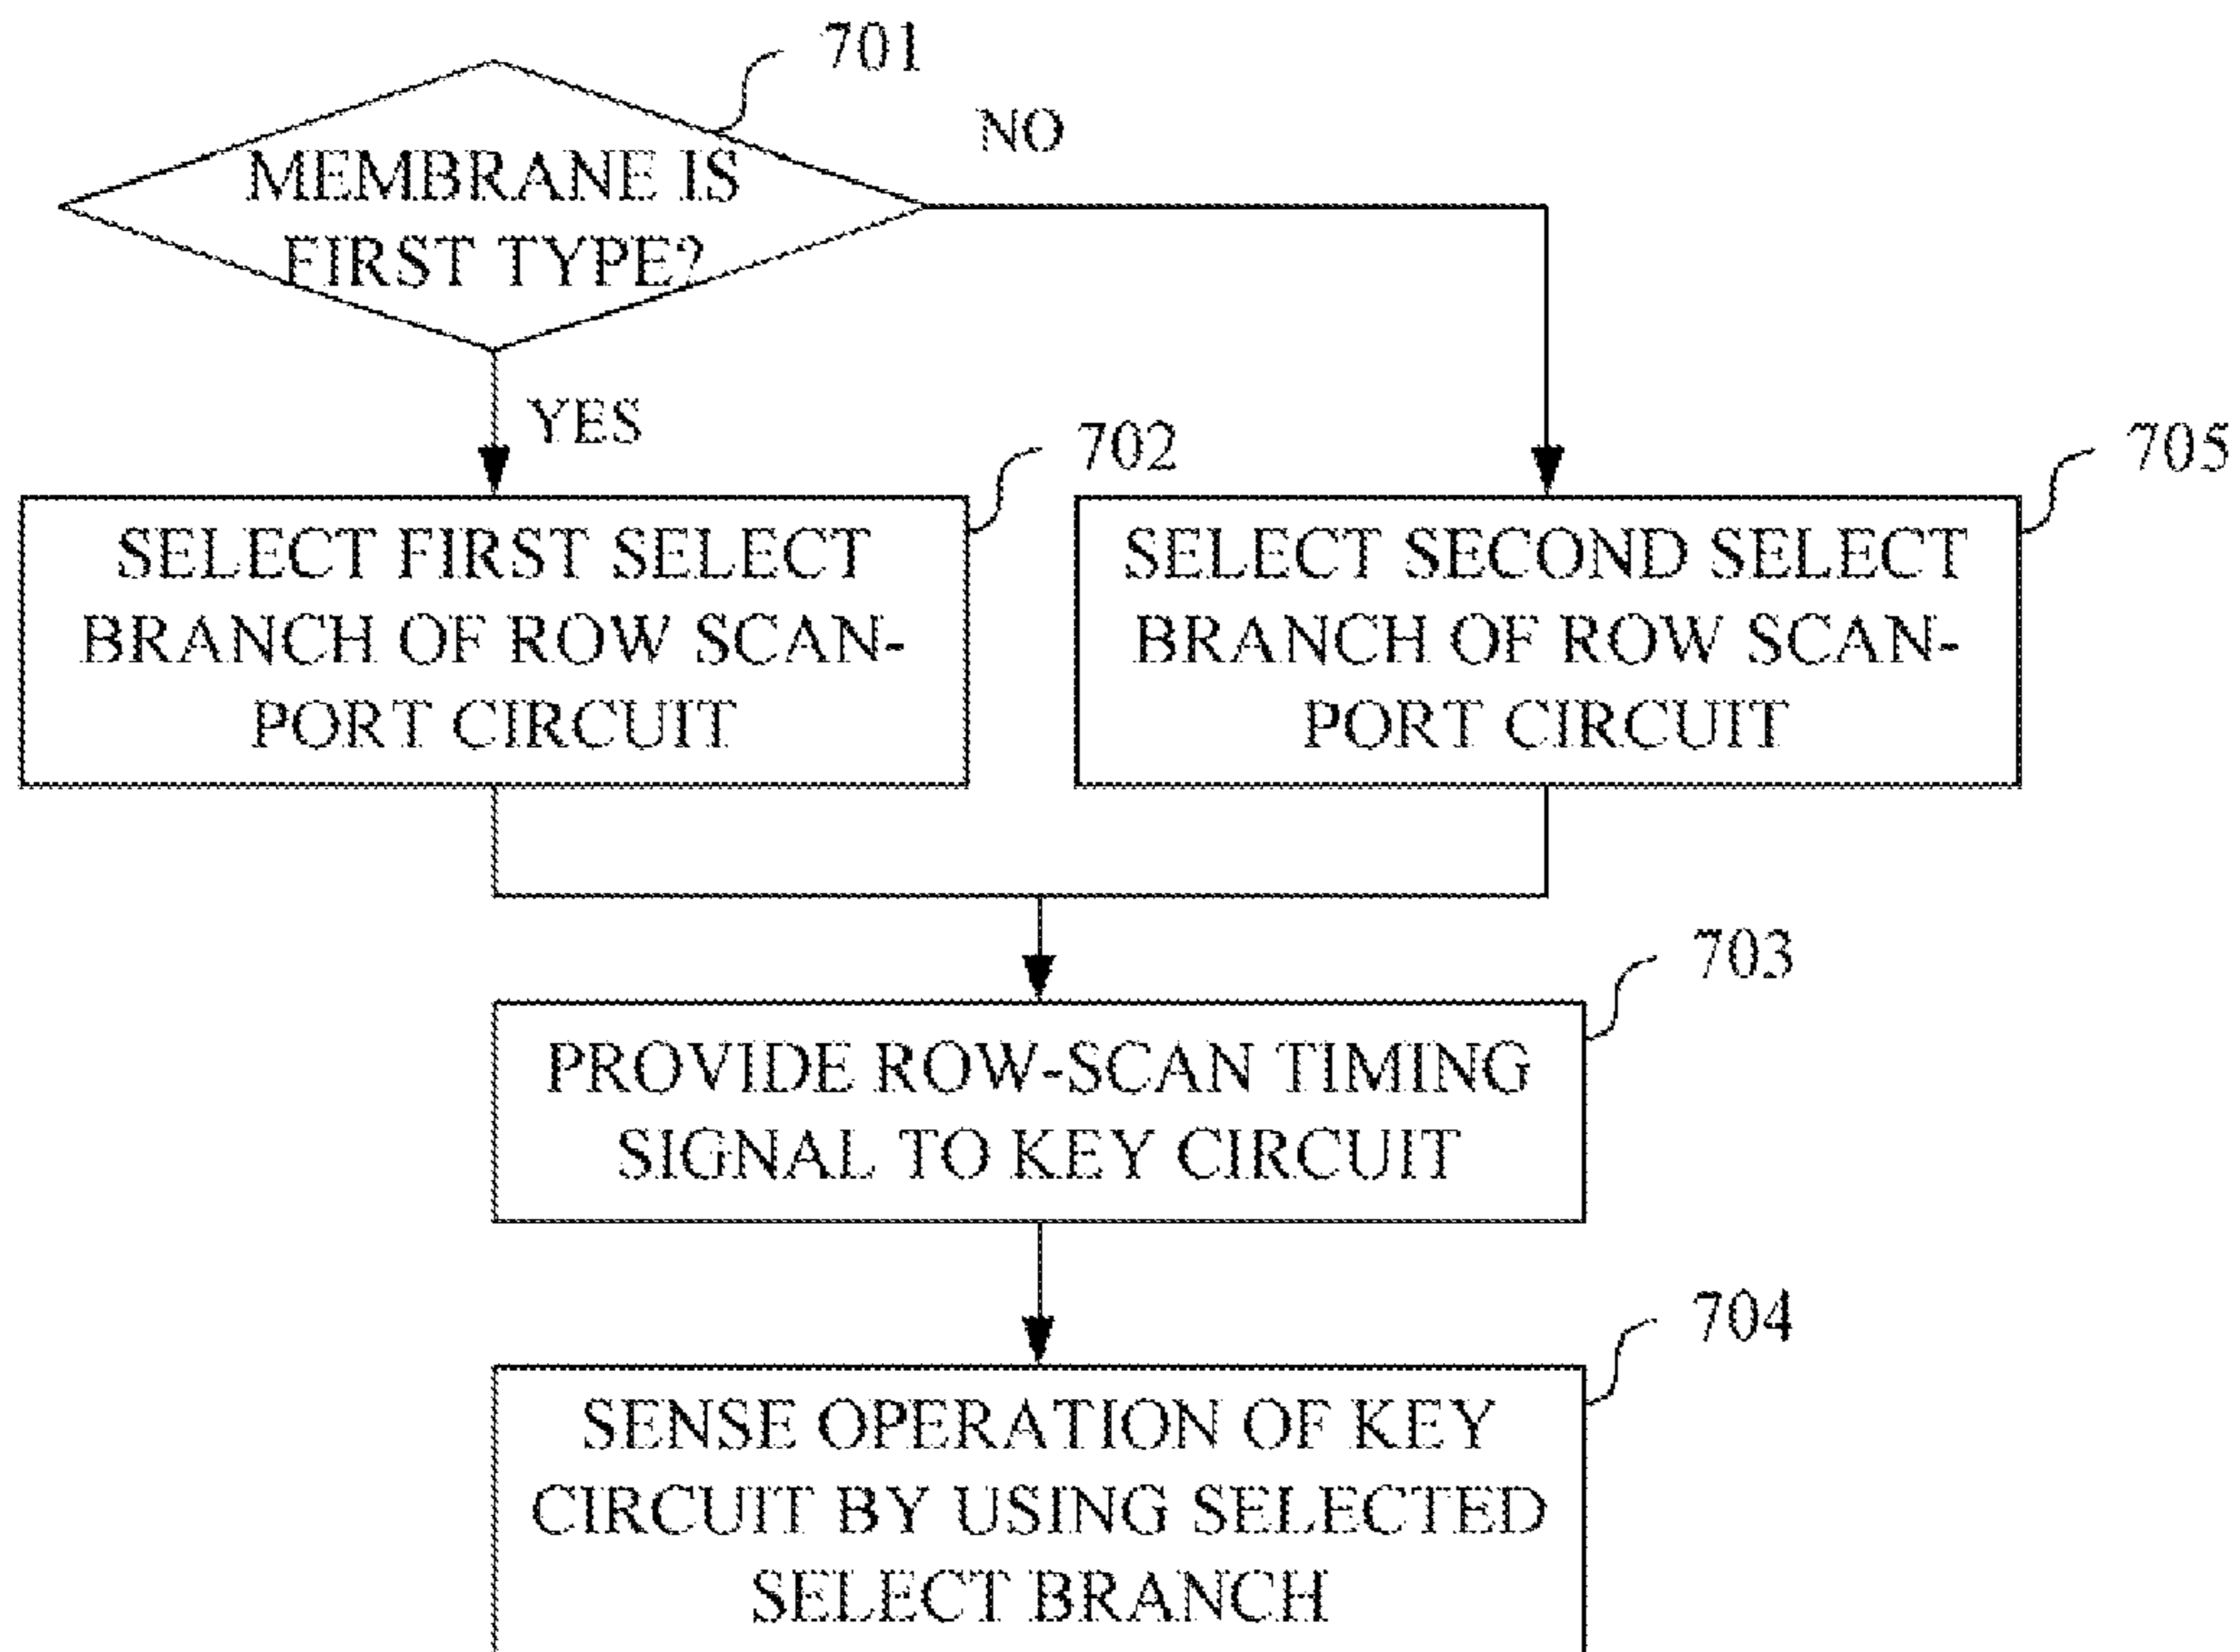 701
MEMBRANE IS
FIRST TYPE?
NO
YES
702
SELECT FIRST SELECT
BRANCH OF ROW SCAN-
PORT CIRCUIT
705
SELECT SECOND SELECT
BRANCH OF ROW SCAN-
PORT CIRCUIT
703
PROVIDE ROW-SCAN TIMING
SIGNAL TO KEY CIRCUIT
704
SENSE OPERATION OF KEY
CIRCUIT BY USING SELECTED
SELECT BRANCH